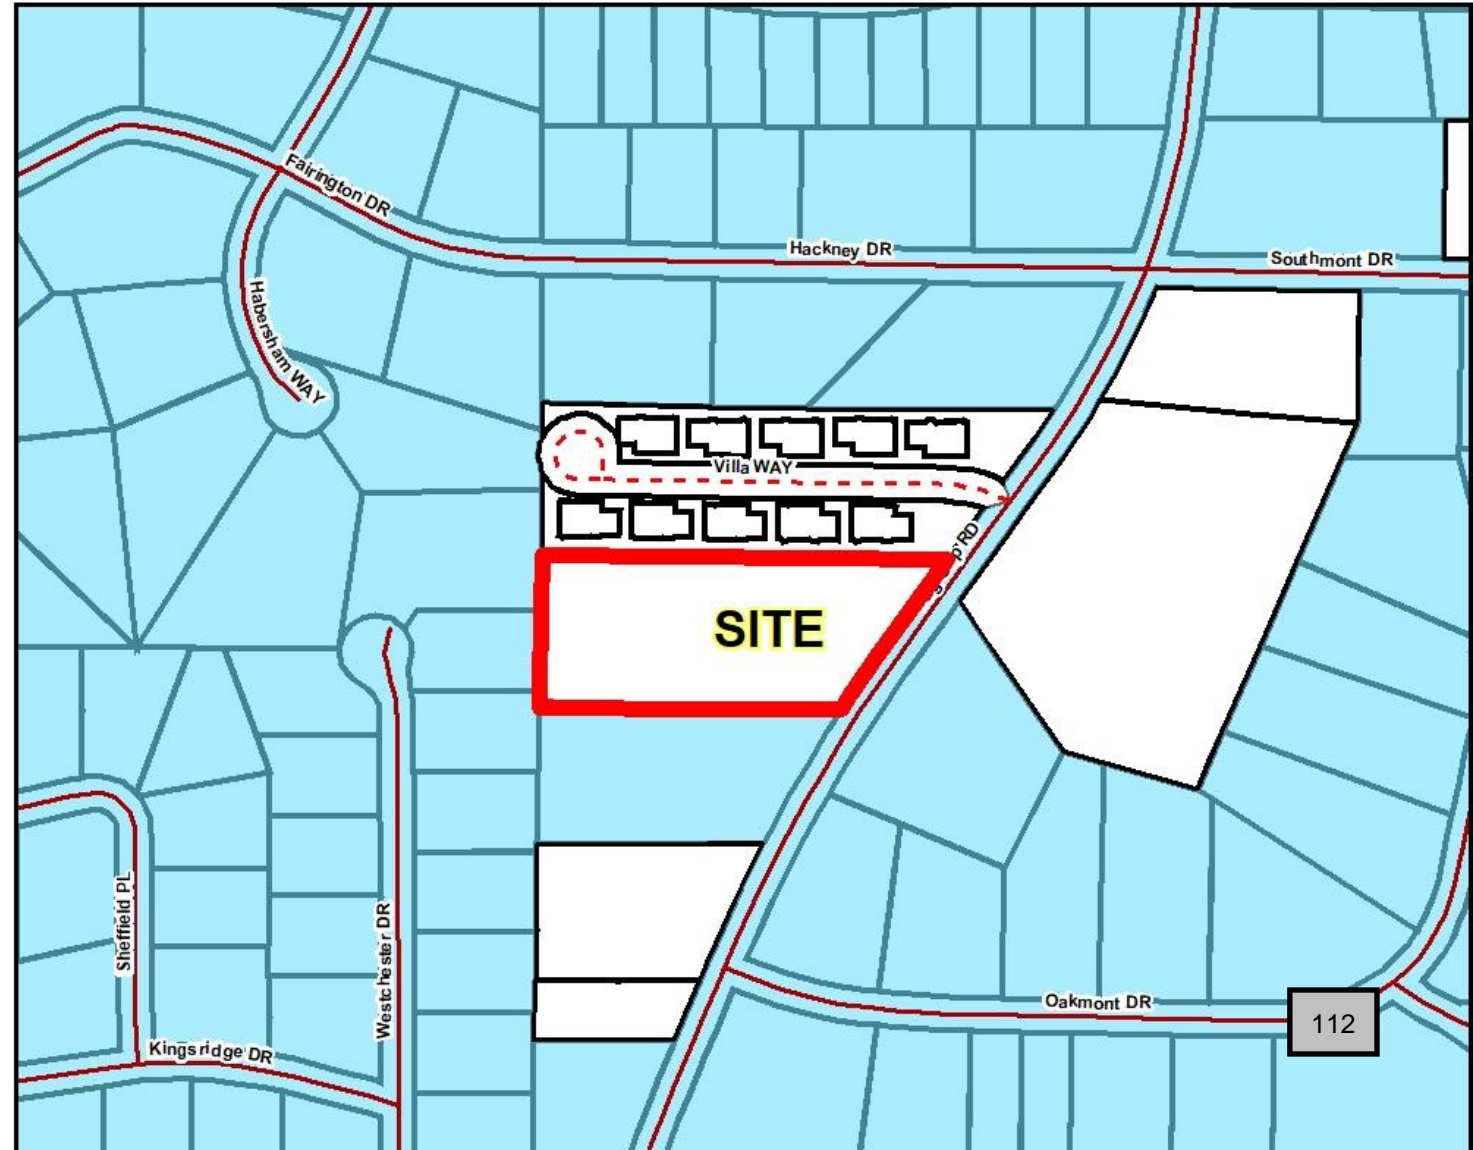 Fairington DR
Hackney DR
Southmont DR
Habersham WAY
Villa WAY
RD
SITE
Sheffield PL
Westchester DR
Oakmont DR
112
Kingsridge DR